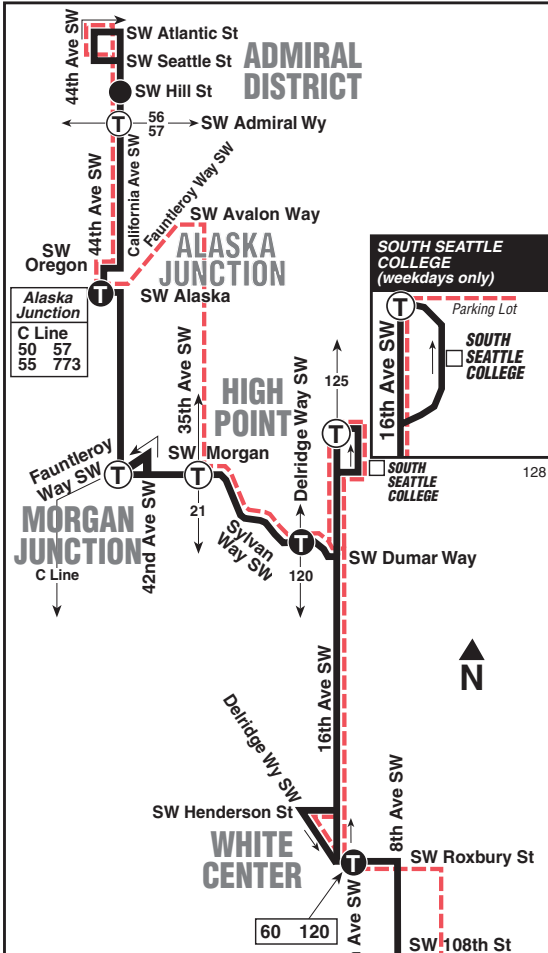 44th Ave SW
SW Atlantic St
SW Seattle St
ADMIRAL
DISTRICT
SW Hill St
T
56
57
SW Admiral Wy
44th Ave SW
California Ave SW
Fauntleroy Way SW
SW Avalon Way
ALASKA
JUNCTION
SW
Oregon
T
SW Alaska
Alaska
Junction
C Line
50 57
55 773
SOUTH SEATTLE
COLLEGE
(weekdays only)
T
Parking Lot
16th Ave SW
SOUTH
SEATTLE
COLLEGE
128
35th Ave SW
HIGH
POINT
Delridge Way SW
125
T
SOUTH
SEATTLE
COLLEGE
Fauntleroy
Way SW
T
SW Morgan
T
MORGAN
JUNCTION
42nd Ave SW
21
Sylvan
Way SW
T
120
SW Dumar Way
C Line
N
16th Ave SW
Delridge Wy SW
SW Henderson St
WHITE
CENTER
8th Ave SW
T
SW Roxbury St
60 120
Ave SW
SW 108th St